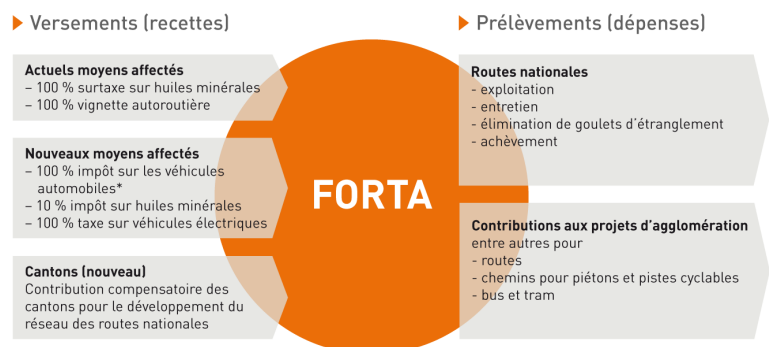 Versements (recettes)
Actuels moyens affectés
– 100 % surtaxe sur huiles minérales
– 100 % vignette autoroutière
Nouveaux moyens affectés
– 100 % impôt sur les véhicules
automobiles*
– 10 % impôt sur huiles minérales
– 100 % taxe sur véhicules électriques
Cantons (nouveau)
Contribution compensatoire des
cantons pour le développement du
réseau des routes nationales
FORTA
Prélèvements (dépenses)
Routes nationales
- exploitation
- entretien
- élimination de goulets d’étranglement
- achèvement
Contributions aux projets d’agglomération
entre autres pour
- routes
- chemins pour piétons et pistes cyclables
- bus et tram